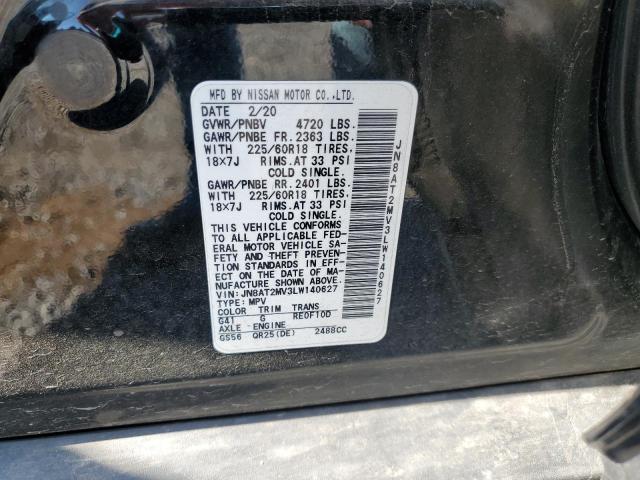 MFD BY NISSAN MOTOR CO.,LTD.
DATE 2/20
GVWR/PNBV 4720 LBS.
GAWR/PNBE FR. 2363 LBS.
WITH 225/60R18 TIRES,
18X7J RIMS.AT 33 PSI
COLD SINGLE.
GAWR/PNBE RR. 2401 LBS.
WITH 225/60R18 TIRES,
18X7J RIMS.AT 33 PSI
COLD SINGLE.
THIS VEHICLE CONFORMS
TO ALL APPLICABLE FED-
ERAL MOTOR VEHICLE SA-
FETY AND THEFT PREVEN-
TION STANDARDS IN EFF-
ECT ON THE DATE OF MA-
NUFACTURE SHOWN ABOVE.
VIN:JN8AT2MV3LW140627
TYPE: MPV
COLOR TRIM TRANS
G41 G RE0F10D
AXLE ENGINE
GS56 QR25(DE) 2488CC
JN8AT2MV3LW140627